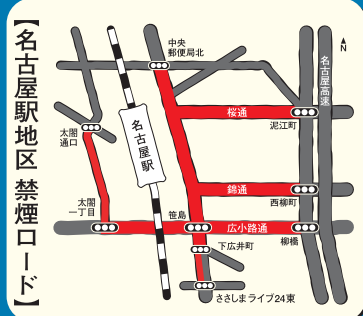 【名古屋駅地区 禁煙ロード】
中央
郵便局北
N
名古屋高速
桜通
泥江町
太閤
通口
名古屋駅
錦通
西柳町
太閤
一丁目
笹島
広小路通
柳橋
下広井町
ささしまライブ24東